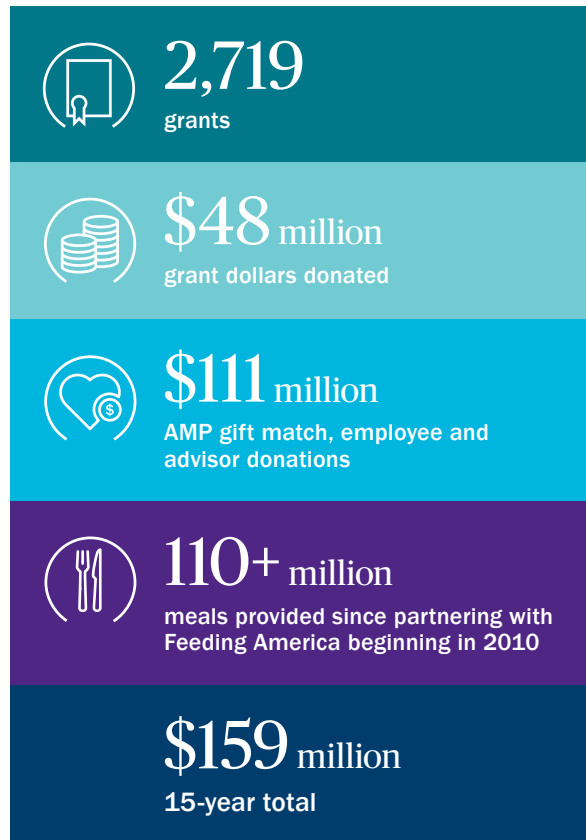 2,719
grants
$48 million
grant dollars donated
$
$111 million
AMP gift match, employee and
advisor donations
110+ million
meals provided since partnering with
Feeding America beginning in 2010
$159 million
15-year total